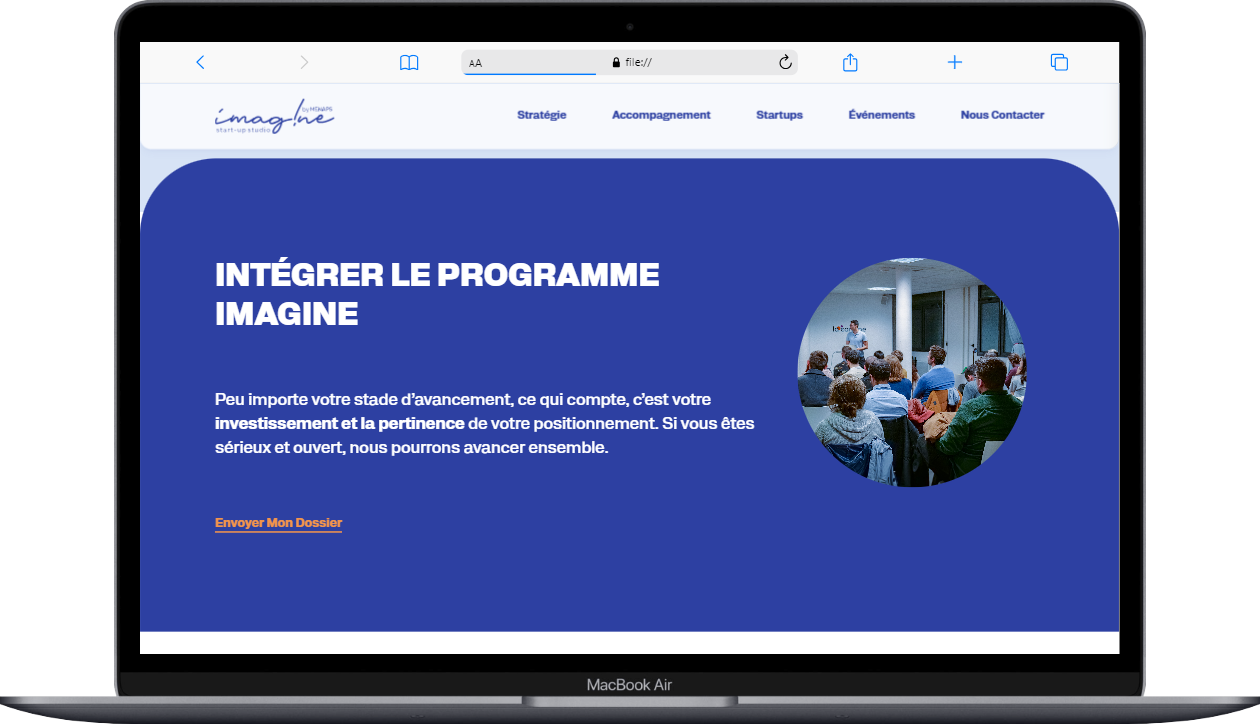 AA file://
imag!ne
by MSHAPE
start-up studio
Stratégie Accompagnement Startups Événements Nous Contacter
INTÉGRER LE PROGRAMME
IMAGINE
Peu importe votre stade d’avancement, ce qui compte, c’est votre
investissement et la pertinence de votre positionnement. Si vous êtes
sérieux et ouvert, nous pourrons avancer ensemble.
Envoyer Mon Dossier
MacBook Air